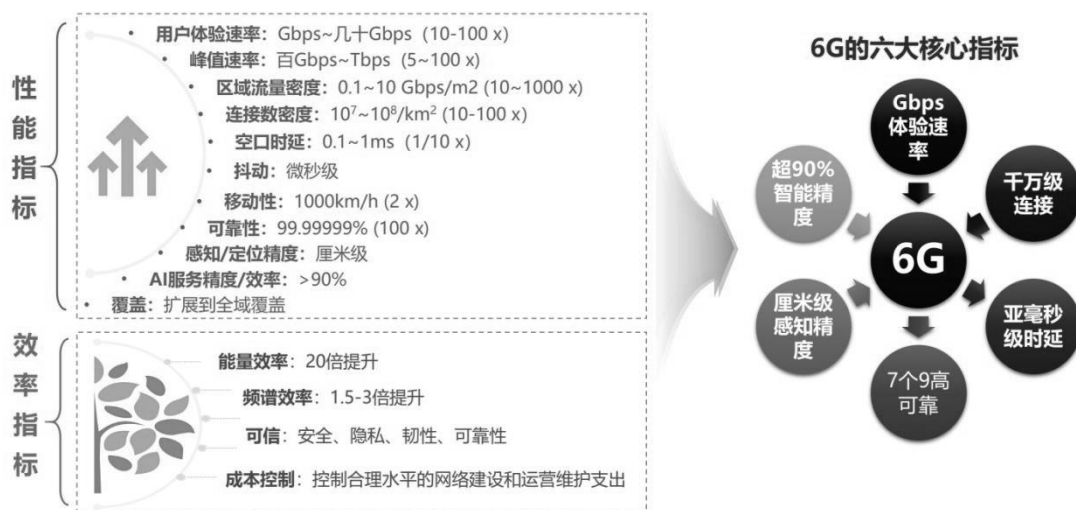 性能指标
• 用户体验速率：Gbps~几十Gbps (10-100 x)
• 峰值速率：百Gbps~Tbps (5~100 x)
• 区域流量密度：0.1~10 Gbps/m2 (10~1000 x)
• 连接数密度：10⁷~10⁸/km² (10-100 x)
• 空口时延：0.1~1ms (1/10 x)
• 抖动：微秒级
• 移动性：1000km/h (2 x)
• 可靠性：99.99999% (100 x)
• 感知/定位精度：厘米级
• AI服务精度/效率：>90%
• 覆盖：扩展到全域覆盖
效率指标
能量效率：20倍提升
频谱效率：1.5-3倍提升
可信：安全、隐私、韧性、可靠性
成本控制：控制合理水平的网络建设和运营维护支出
6G的六大核心指标
Gbps
体验速
率
超90%
智能精
度
千万级
连接
6G
厘米级
感知精
度
亚毫秒
级时延
7个9高
可靠